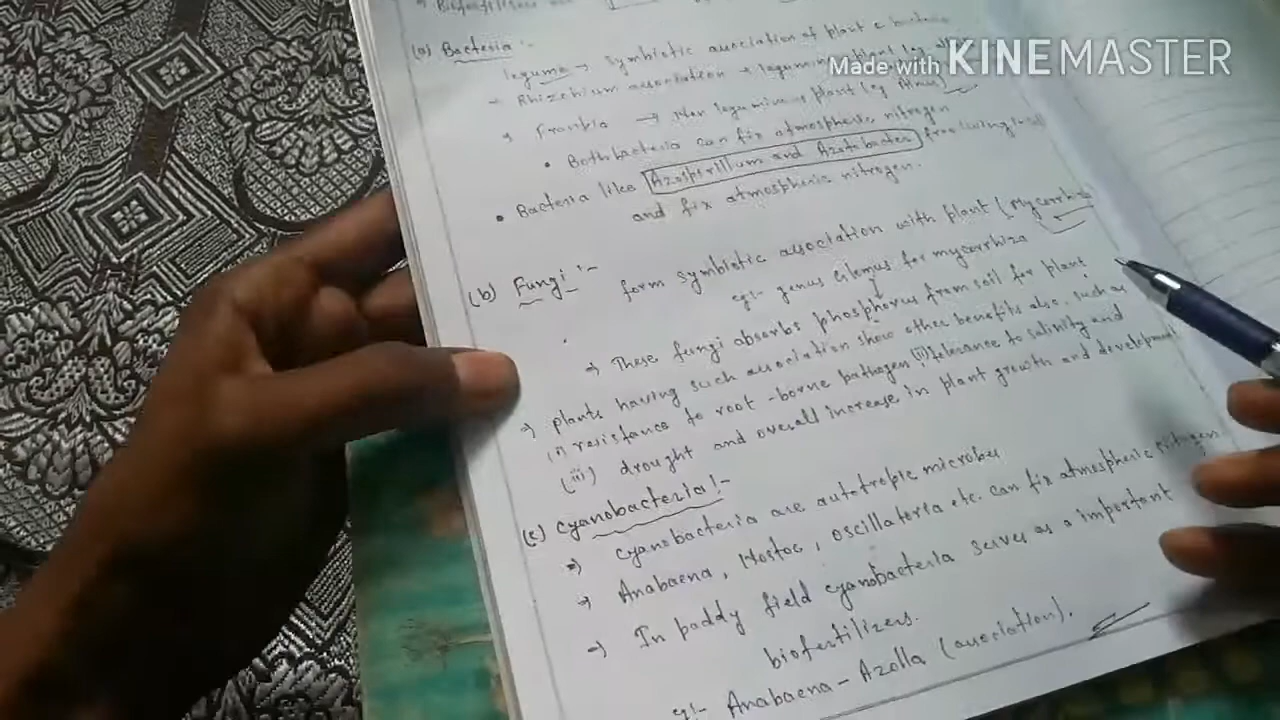 Made with KINEMASTER
(a) Bacteria :-
legume → symbiotic association of plant & bacteria
→ Rhizobium association → leguminous plant (eg.
→ Frankia → Non leguminous plant (eg Alnus)
• Both bacteria can fix atmospheric nitrogen
• Bacteria like Azospirillum and Azotobacter free living in soil
and fix atmospheric nitrogen.
(b) Fungi :- form symbiotic association with plant (Mycorrhiza)
eg:- genus Glomus for mycorrhiza
⇒ These fungi absorbs phosphorus from soil for plant
⇒ plants having such association show other benefits also, such as
(i) resistance to root-borne pathogen, (ii) tolerance to salinity and
(iii) drought and overall increase in plant growth and development
(c) Cyanobacteria :-
⇒ Cyanobacteria are autotropic microbes
⇒ Anabaena, Nostoc, oscillatoria etc. can fix atmospheric Nitrogen
⇒ In paddy field cyanobacteria serves as a important
biofertilizers.
eg:- Anabaena - Azolla (association).